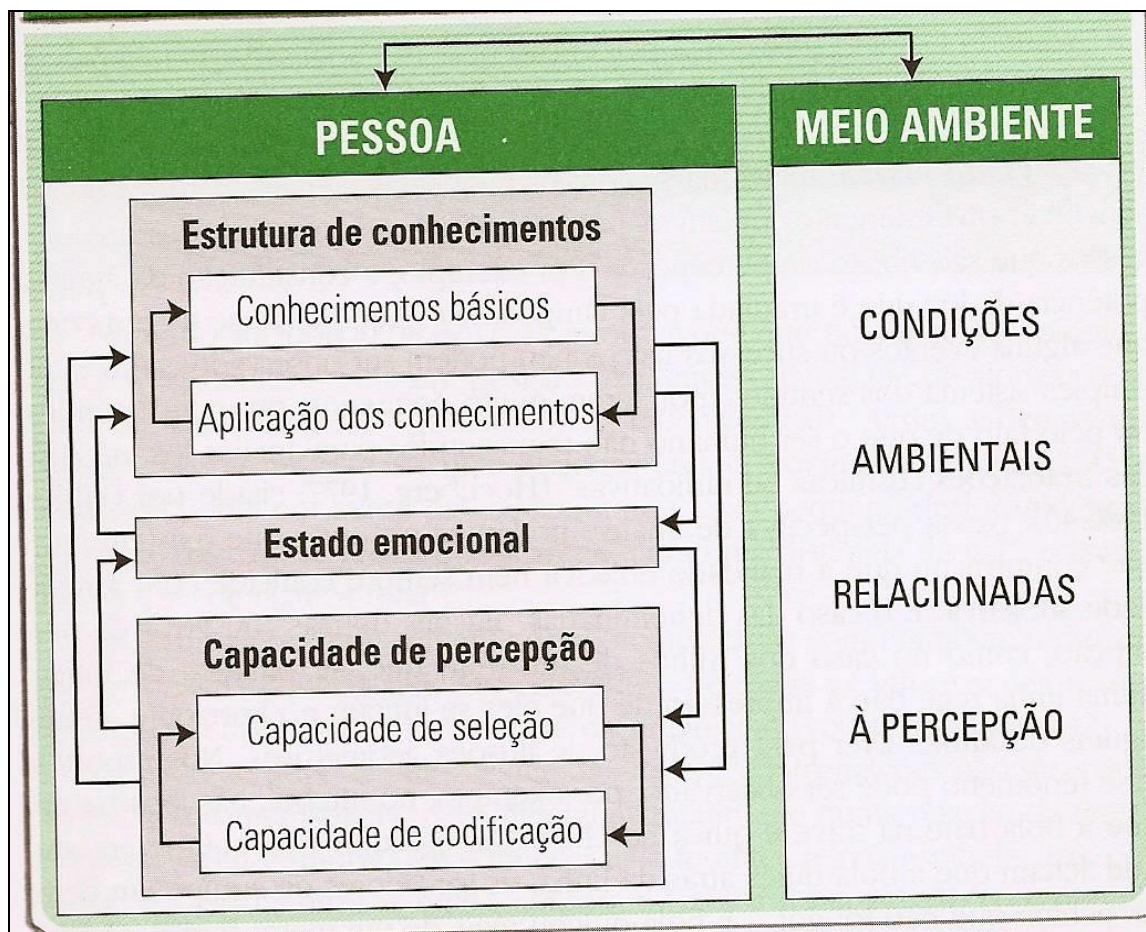 PESSOA
Estrutura de conhecimentos
Conhecimentos básicos
Aplicação dos conhecimentos
Estado emocional
Capacidade de percepção
Capacidade de seleção
Capacidade de codificação
MEIO AMBIENTE
CONDIÇÕES
AMBIENTAIS
RELACIONADAS
À PERCEPÇÃO